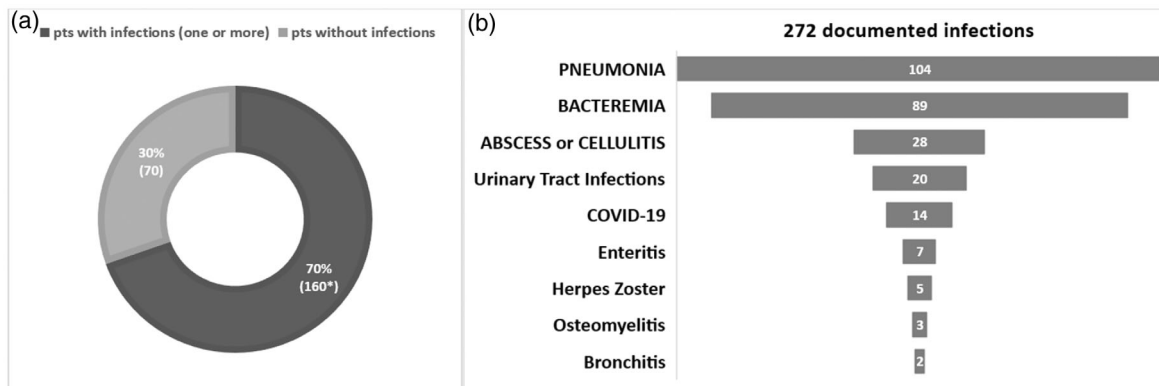 (a)
pts with infections (one or more) pts without infections
30%
(70)
70%
(160*)
(b)
272 documented infections
PNEUMONIA 104
BACTEREMIA 89
ABSCESS or CELLULITIS 28
Urinary Tract Infections 20
COVID-19 14
Enteritis 7
Herpes Zoster 5
Osteomyelitis 3
Bronchitis 2